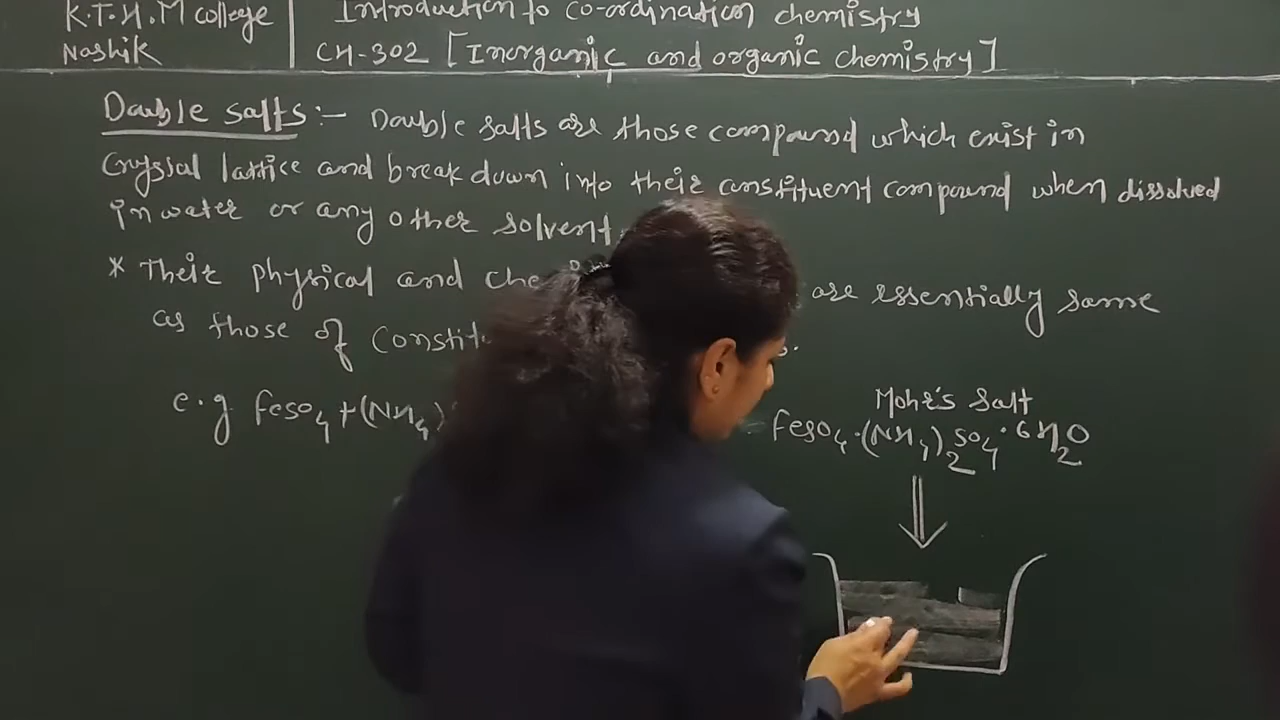 K.T.H.M college
Nashik
Introduction to co-ordination chemistry
CH-302 [Inorganic and organic chemistry]
Double salts :- Double salts are those compound which exist in
Crystal lattice and break down into their constituent compound when dissolved
in water or any other solvent
* Their physical and are essentially same
as those of
e.g FeSO4 + (NH4)
Mohr's Salt
FeSO4·(NH4)2SO4·6H2O